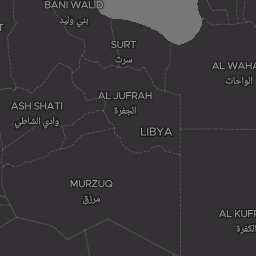 BANI WALID
بني وليد
SURT
سرت
AL WAHA
الواحات
ASH SHATI
وادي الشاطي
AL JUFRAH
الجفرة
LIBYA
MURZUQ
مرزق
AL KUFR
الكفرة